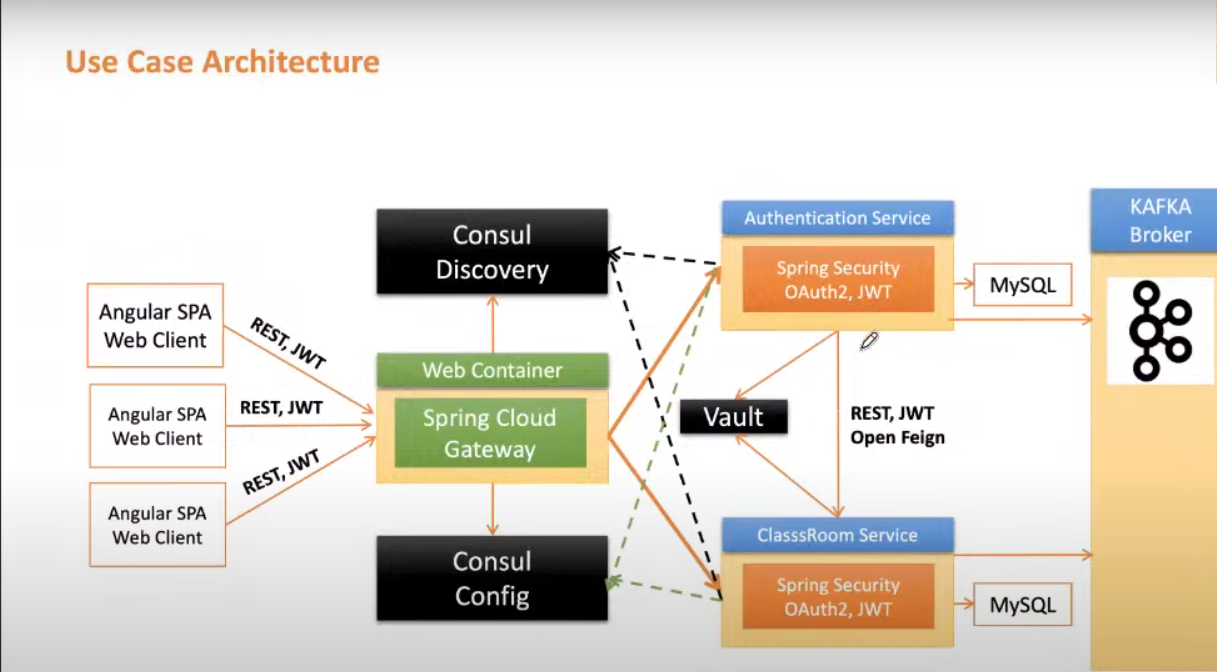 Use Case Architecture
Angular SPA
Web Client
Angular SPA
Web Client
Angular SPA
Web Client
REST, JWT
REST, JWT
REST, JWT
Consul
Discovery
Web Container
Spring Cloud
Gateway
Consul
Config
Authentication Service
Spring Security
OAuth2, JWT
MySQL
Vault
REST, JWT
Open Feign
ClasssRoom Service
Spring Security
OAuth2, JWT
MySQL
KAFKA
Broker